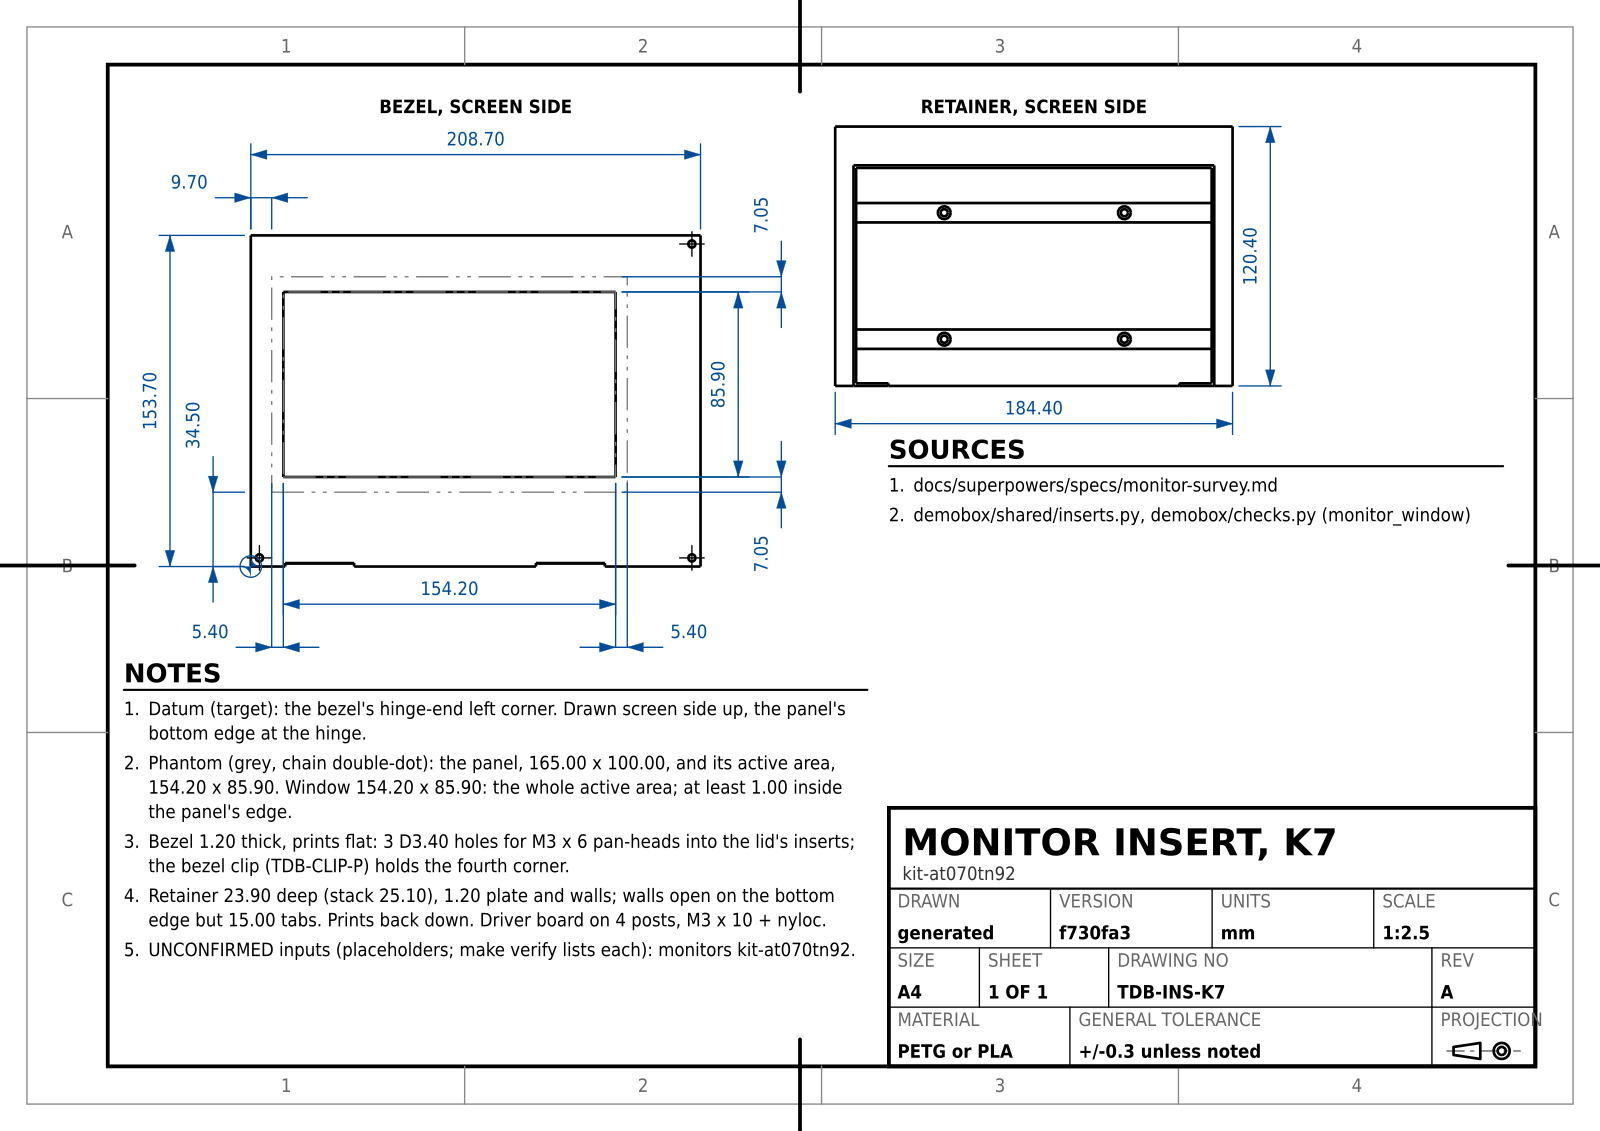 1 2 3 4
BEZEL, SCREEN SIDE
RETAINER, SCREEN SIDE
208.70
9.70
7.05
A
A
120.40
153.70
34.50
85.90
184.40
SOURCES
1. docs/superpowers/specs/monitor-survey.md
2. demobox/shared/inserts.py, demobox/checks.py (monitor_window)
7.05
B
B
154.20
5.40
5.40
NOTES
1. Datum (target): the bezel's hinge-end left corner. Drawn screen side up, the panel's
bottom edge at the hinge.
2. Phantom (grey, chain double-dot): the panel, 165.00 x 100.00, and its active area,
154.20 x 85.90. Window 154.20 x 85.90: the whole active area; at least 1.00 inside
the panel's edge.
3. Bezel 1.20 thick, prints flat: 3 D3.40 holes for M3 x 6 pan-heads into the lid's inserts;
the bezel clip (TDB-CLIP-P) holds the fourth corner.
4. Retainer 23.90 deep (stack 25.10), 1.20 plate and walls; walls open on the bottom
edge but 15.00 tabs. Prints back down. Driver board on 4 posts, M3 x 10 + nyloc.
5. UNCONFIRMED inputs (placeholders; make verify lists each): monitors kit-at070tn92.
C
C
MONITOR INSERT, K7
kit-at070tn92
DRAWN VERSION UNITS SCALE
generated f730fa3 mm 1:2.5
SIZE SHEET DRAWING NO REV
A4 1 OF 1 TDB-INS-K7 A
MATERIAL GENERAL TOLERANCE PROJECTION
PETG or PLA +/-0.3 unless noted
1 2 3 4